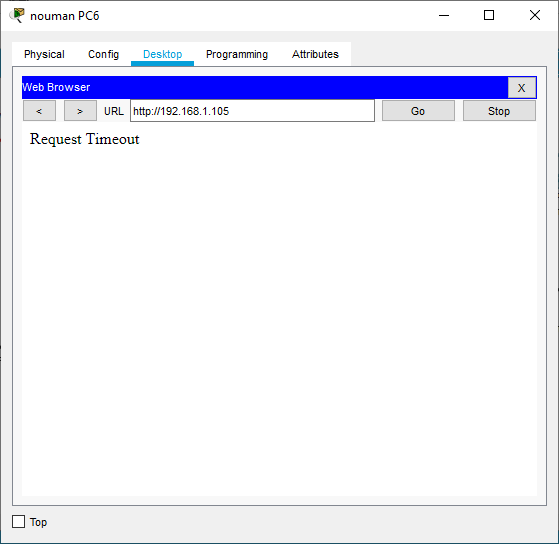 nouman PC6
Physical Config Desktop Programming Attributes
Web Browser X
< > URL http://192.168.1.105 Go Stop
Request Timeout
Top